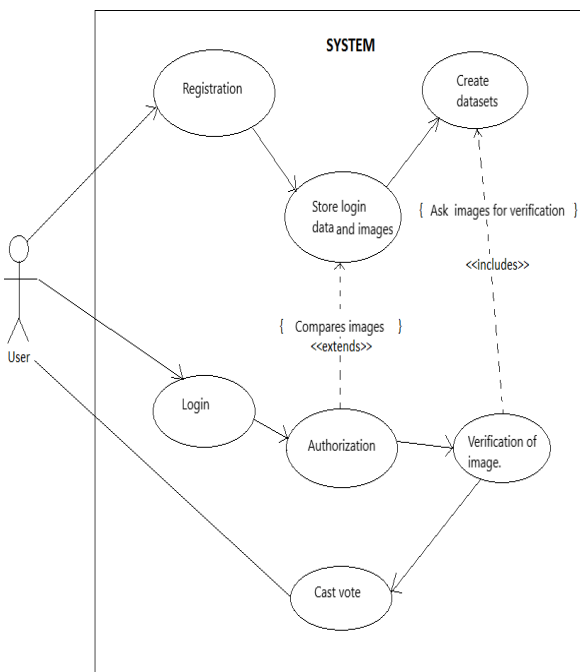 SYSTEM
Registration
Create
datasets
Store login
data and images
{ Ask images for verification }
<<includes>>
{ Compares images }
<<extends>>
User
Login
Authorization
Verification of
image.
Cast vote